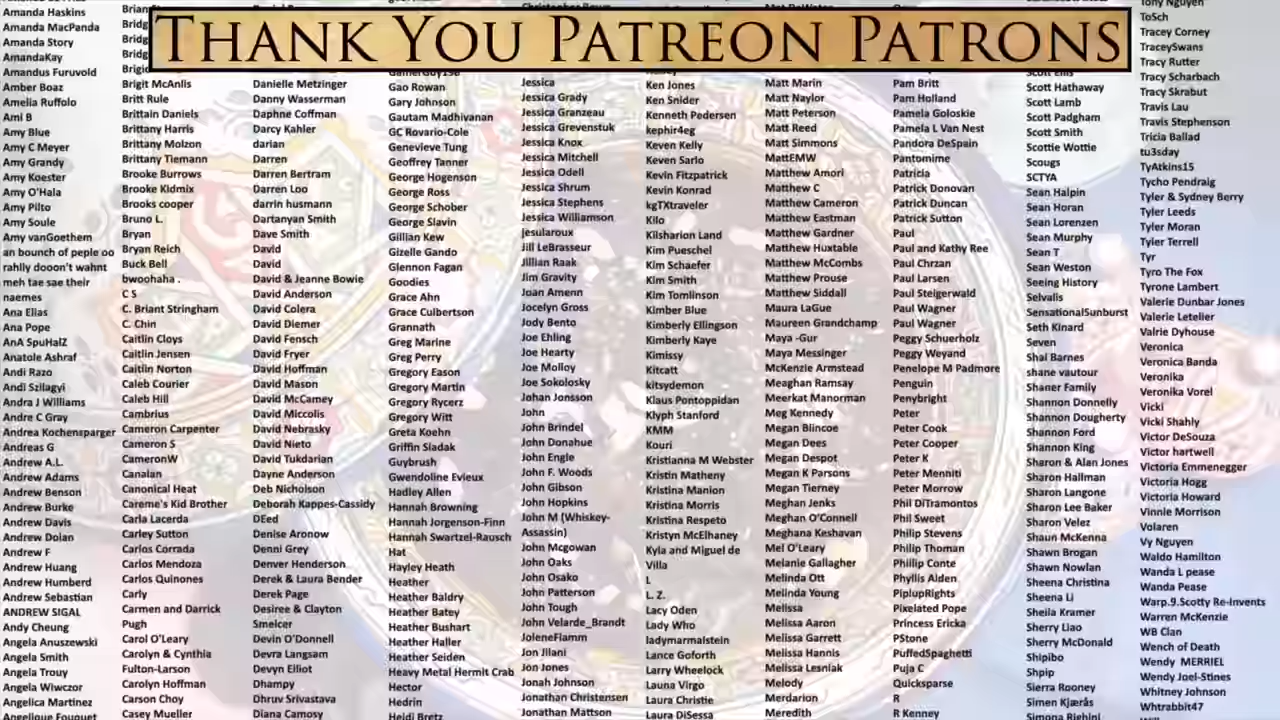 THANK YOU PATREON PATRONS
Amanda Haskins
Amanda MacPanda
Amanda Story
AmandaKay
Amandus Furuvold
Amber Boaz
Amelia Ruffolo
Ami B
Amy Blue
Amy C Meyer
Amy Grandy
Amy Koester
Amy O'Hala
Amy Pilto
Amy Soule
Amy vanGoethem
an bounch of peple oo
rahlly dooon't wahnt
meh tae sae their
naemes
Ana Elias
Ana Pope
AnA SpuHalZ
Anatole Ashraf
Andi Razo
Andi Szilagyi
Andra J Williams
Andre C Gray
Andrea Kochensparger
Andreas G
Andrew A.L.
Andrew Adams
Andrew Benson
Andrew Burke
Andrew Davis
Andrew Dolan
Andrew F
Andrew Huang
Andrew Humberd
Andrew Sebastian
ANDREW SIGAL
Andy Cheung
Angela Anuszewski
Angela Smith
Angela Trouy
Angela Wiwczor
Angelica Martinez
Angelique Fouquet
Brigit McAnlis
Britt Rule
Brittain Daniels
Brittany Harris
Brittany Molzon
Brittany Tiemann
Brooke Burrows
Brooke Kidmix
Brooks cooper
Bruno L.
Bryan
Bryan Reich
Buck Bell
bwoohaha .
C S
C. Briant Stringham
C. Chin
Caitlin Cloys
Caitlin Jensen
Caitlin Norton
Caleb Courier
Caleb Hill
Cambrius
Cameron Carpenter
Cameron S
CameronW
Canaian
Canonical Heat
Careme's Kid Brother
Carla Lacerda
Carley Sutton
Carlos Corrada
Carlos Mendoza
Carlos Quinones
Carly
Carmen and Darrick
Pugh
Carol O'Leary
Carolyn & Cynthia
Fulton-Larson
Carolyn Hoffman
Carson Choy
Casey Mueller
Danielle Metzinger
Danny Wasserman
Daphne Coffman
Darcy Kahler
darian
Darren
Darren Bertram
Darren Loo
darrin husmann
Dartanyan Smith
Dave Smith
David
David
David & Jeanne Bowie
David Anderson
David Colera
David Diemer
David Fensch
David Fryer
David Hoffman
David Mason
David McCamey
David Miccolis
David Nebrasky
David Nieto
David Tukdarian
Dayne Anderson
Deb Nicholson
Deborah Kappes-Cassidy
DEed
Denise Aronow
Denni Grey
Denver Henderson
Derek & Laura Bender
Derek Page
Desiree & Clayton
Smelcer
Devin O'Donnell
Devra Langsam
Devyn Elliot
Dhampy
Dhruv Srivastava
Diana Camosy
Gao Rowan
Gary Johnson
Gautam Madhivanan
GC Rovario-Cole
Genevieve Tung
Geoffrey Tanner
George Hogenson
George Ross
George Schober
George Slavin
Gillian Kew
Gizelle Gando
Glennon Fagan
Goodies
Grace Ahn
Grace Culbertson
Grannath
Greg Marine
Greg Perry
Gregory Eason
Gregory Martin
Gregory Rycerz
Gregory Witt
Greta Koehn
Griffin Sladak
Guybrush
Gwendoline Evieux
Hadley Allen
Hannah Browning
Hannah Jorgenson-Finn
Hannah Swartzel-Rausch
Hat
Hayley Heath
Heather
Heather Baldry
Heather Batey
Heather Bushart
Heather Haller
Heather Seiden
Heavy Metal Hermit Crab
Hector
Hedrin
Heidi Bretz
Jessica
Jessica Grady
Jessica Granzeau
Jessica Grevenstuk
Jessica Knox
Jessica Mitchell
Jessica Odell
Jessica Shrum
Jessica Stephens
Jessica Williamson
jesularoux
Jill LeBrasseur
Jillian Raak
Jim Gravity
Joan Amenn
Jocelyn Gross
Jody Bento
Joe Ehling
Joe Hearty
Joe Molloy
Joe Sokolosky
Johan Jonsson
John
John Brindel
John Donahue
John Engle
John F. Woods
John Gibson
John Hopkins
John M (Whiskey-
Assassin)
John Mcgowan
John Oaks
John Osako
John Patterson
John Tough
John Velarde_Brandt
JoleneFlamm
Jon Jilani
Jon Jones
Jonah Johnson
Jonathan Christensen
Jonathan Mattson
Ken Jones
Ken Snider
Kenneth Pedersen
kephir4eg
Keven Kelly
Keven Sarlo
Kevin Fitzpatrick
Kevin Konrad
kgTXtraveler
Kilo
Kilsharion Land
Kim Pueschel
Kim Schaefer
Kim Smith
Kim Tomlinson
Kimber Blue
Kimberly Ellingson
Kimberly Kaye
Kimissy
Kitcatt
kitsydemon
Klaus Pontoppidan
Klyph Stanford
KMM
Kouri
Kristianna M Webster
Kristin Matheny
Kristina Manion
Kristina Morris
Kristina Respeto
Kristyn McElhaney
Kyla and Miguel de
Villa
L
L. Z.
Lacy Oden
Lady Who
ladymarmalstein
Lance Goforth
Larry Wheelock
Launa Virgo
Laura Christie
Laura DiSessa
Matt Marin
Matt Naylor
Matt Peterson
Matt Reed
Matt Simmons
MattEMW
Matthew Amori
Matthew C
Matthew Cameron
Matthew Eastman
Matthew Gardner
Matthew Huxtable
Matthew McCombs
Matthew Prouse
Matthew Siddall
Maura LaGue
Maureen Grandchamp
Maya -Gur
Maya Messinger
McKenzie Armstead
Meaghan Ramsay
Meerkat Manorman
Meg Kennedy
Megan Blincoe
Megan Dees
Megan Despot
Megan K Parsons
Megan Tierney
Meghan Jenks
Meghan O'Connell
Meghana Keshavan
Mel O'Leary
Melanie Gallagher
Melinda Ott
Melinda Young
Melissa
Melissa Aaron
Melissa Garrett
Melissa Hannis
Melissa Lesniak
Melody
Merdarion
Meredith
Pam Britt
Pam Holland
Pamela Goloskie
Pamela L Van Nest
Pandora DeSpain
Pantomime
Patricia
Patrick Donovan
Patrick Duncan
Patrick Sutton
Paul
Paul and Kathy Ree
Paul Chrzan
Paul Larsen
Paul Steigerwald
Paul Wagner
Paul Wagner
Peggy Schuerholz
Peggy Weyand
Penelope M Padmore
Penguin
Penybright
Peter
Peter Cook
Peter Cooper
Peter K
Peter Menniti
Peter Morrow
Phil DiTramontos
Phil Sweet
Philip Stevens
Philip Thoman
Phillip Conte
Phyllis Alden
PiplupRights
Pixelated Pope
Princess Ericka
PStone
PuffedSpaghetti
Puja C
Quicksparse
R
R Kenney
Scott Ellis
Scott Hathaway
Scott Lamb
Scott Padgham
Scott Smith
Scottie Wottie
Scougs
SCTYA
Sean Halpin
Sean Horan
Sean Lorenzen
Sean Murphy
Sean T
Sean Weston
Seeing History
Selvalis
SensationalSunburst
Seth Kinard
Seven
Shai Barnes
shane vautour
Shaner Family
Shannon Donnelly
Shannon Dougherty
Shannon Ford
Shannon King
Sharon & Alan Jones
Sharon Hallman
Sharon Langone
Sharon Lee Baker
Sharon Velez
Shaun McKenna
Shawn Brogan
Shawn Nowlan
Sheena Christina
Sheena Li
Sheila Kramer
Sherry Liao
Sherry McDonald
Shipibo
Shpip
Sierra Rooney
Simen Kjærås
Tony Nguyen
ToSch
Tracey Corney
TraceySwans
Tracy Rutter
Tracy Scharbach
Tracy Skrabut
Travis Lau
Travis Stephenson
Tricia Ballad
tu3sday
TyAtkins15
Tycho Pendraig
Tyler & Sydney Berry
Tyler Leeds
Tyler Moran
Tyler Terrell
Tyr
Tyro The Fox
Tyrone Lambert
Valerie Dunbar Jones
Valerie Letelier
Valrie Dyhouse
Veronica
Veronica Banda
Veronika
Veronika Vorel
Vicki
Vicki Shahly
Victor DeSouza
Victor hartwell
Victoria Emmenegger
Victoria Hogg
Victoria Howard
Vinnie Morrison
Volaren
Vy Nguyen
Waldo Hamilton
Wanda L pease
Wanda Pease
Warp.9.Scotty Re-Invents
Warren McKenzie
WB Clan
Wench of Death
Wendy MERRIEL
Wendy Joel-Stines
Whitney Johnson
Whtrabbit47